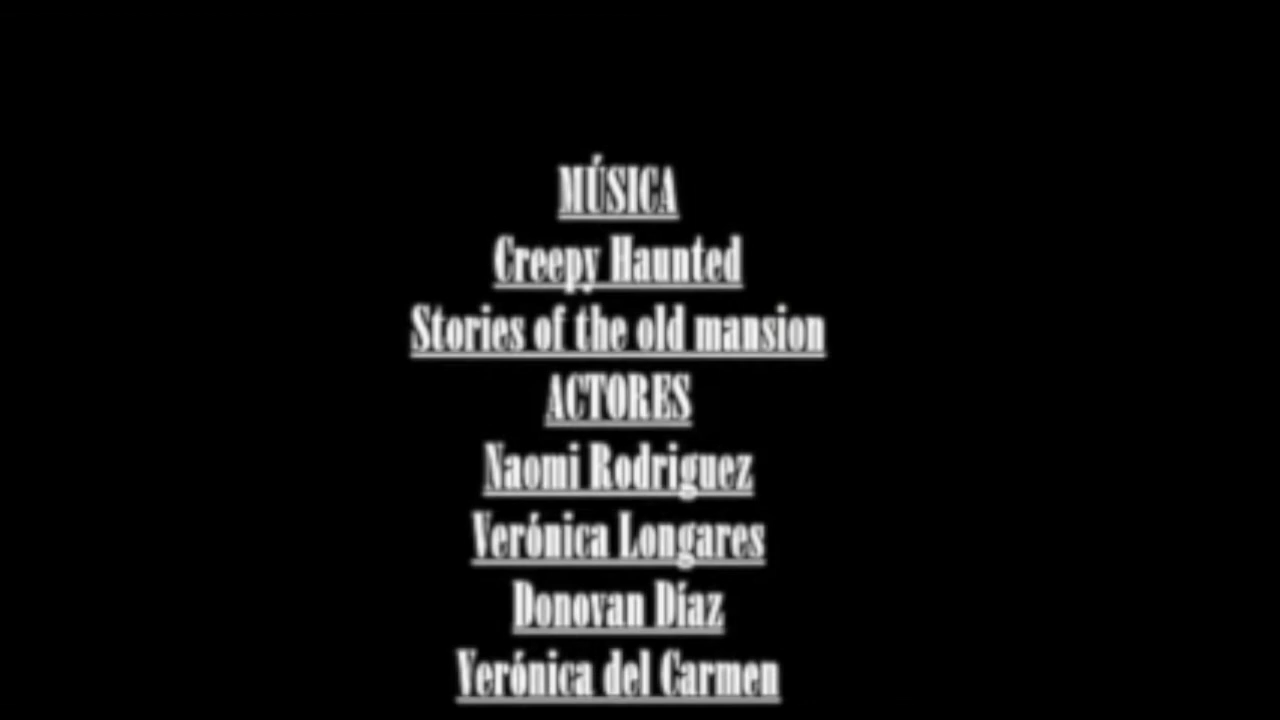 MÚSICA
Creepy Haunted
Stories of the old mansion
ACTORES
Naomi Rodriguez
Verónica Longares
Donovan Díaz
Verónica del Carmen